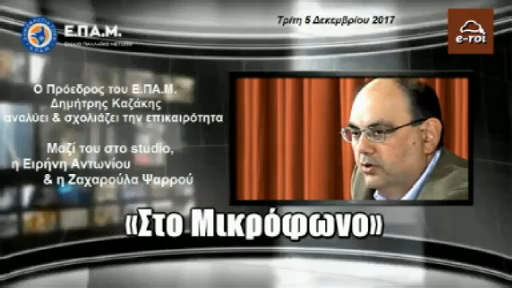 Τρίτη 5 Δεκεμβρίου 2017
e-roi
Ε.ΠΑ.Μ.
Ο Πρόεδρος του Ε.ΠΑ.Μ.
Δημήτρης Καζάκης
αναλύει & σχολιάζει την επικαιρότητα
Μαζί του στο studio,
η Ειρήνη Αντωνίου
& η Ζαχαρούλα Ψαρρού
«Στο Μικρόφωνο»